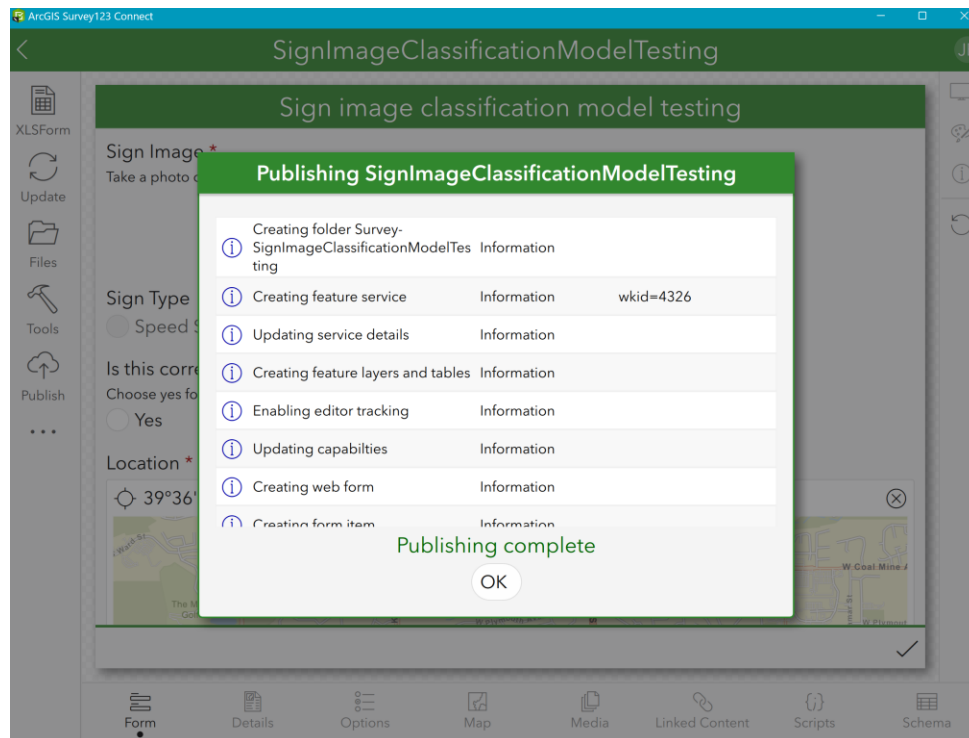 ArcGIS Survey123 Connect
SignImageClassificationModelTesting
XLSForm
Update
Files
Tools
Publish
Sign image classification model testing
Sign Image *
Take a photo
Sign Type
Speed
Is this corre
Choose yes fo
Yes
Location *
39°36'
W Coal Mine A
Publishing SignImageClassificationModelTesting
Creating folder Survey-
SignImageClassificationModelTes Information
ting
Creating feature service Information wkid=4326
Updating service details Information
Creating feature layers and tables Information
Enabling editor tracking Information
Updating capabilties Information
Creating web form Information
Creating form item Information
Publishing complete
OK
Form Details Options Map Media Linked Content Scripts Schema